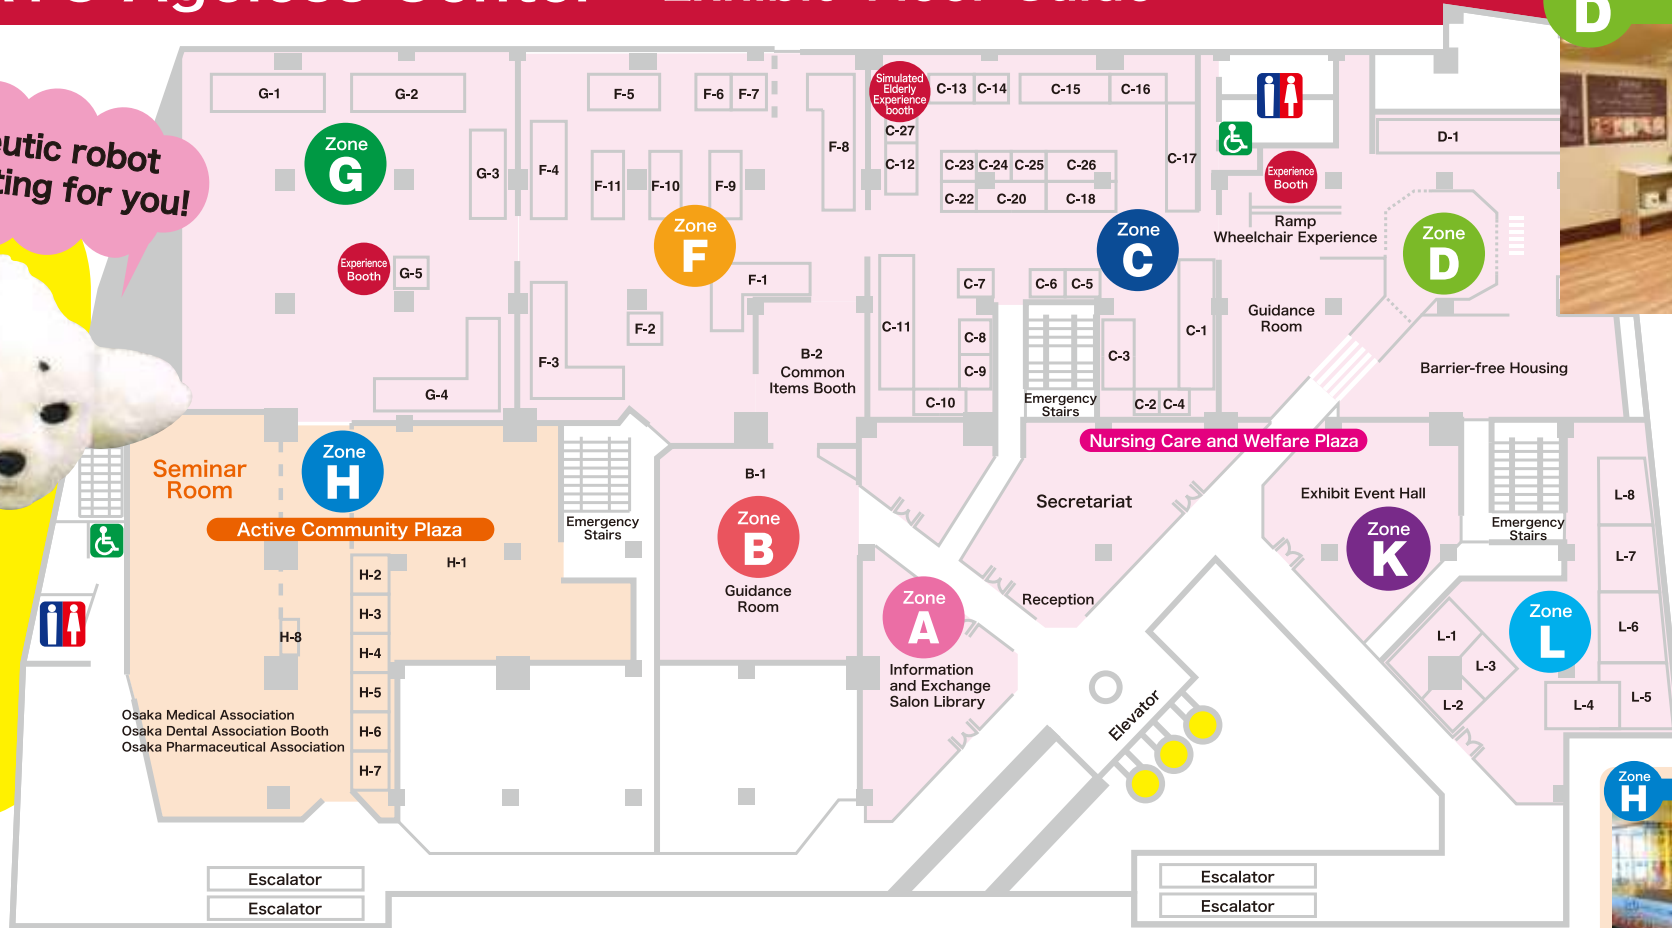 Ageless Center
Exhibit Floor Guide
D
eutic robot
ting for you!
G-1
G-2
G-3
Zone
G
Experience
Booth
G-5
G-4
F-5
F-6
F-7
F-4
F-11
F-10
F-9
F-8
Zone
F
F-1
F-2
F-3
B-2
Common
Items Booth
Simulated
Elderly
Experience
booth
C-13
C-14
C-15
C-16
C-27
C-12
C-23
C-24
C-25
C-26
C-17
C-22
C-20
C-18
Zone
C
C-7
C-6
C-5
C-11
C-8
C-9
C-10
C-3
C-1
C-2
C-4
Emergency
Stairs
D-1
Experience
Booth
Ramp
Wheelchair Experience
Zone
D
Guidance
Room
Barrier-free Housing
Nursing Care and Welfare Plaza
Seminar
Room
Zone
H
Active Community Plaza
H-1
H-2
H-3
H-8
H-4
H-5
H-6
H-7
Osaka Medical Association
Osaka Dental Association Booth
Osaka Pharmaceutical Association
Emergency
Stairs
B-1
Zone
B
Guidance
Room
Secretariat
Reception
Zone
A
Information
and Exchange
Salon Library
Elevator
Exhibit Event Hall
Zone
K
Emergency
Stairs
L-8
L-7
L-6
L-5
L-4
Zone
L
L-1
L-3
L-2
Zone
H
Escalator
Escalator
Escalator
Escalator